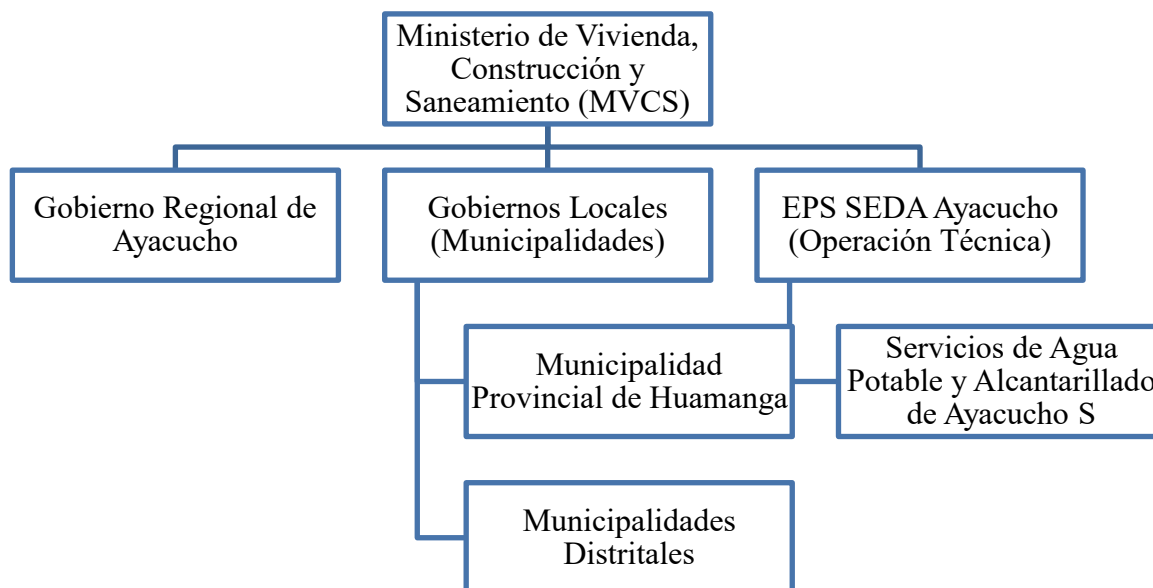 Ministerio de Vivienda,
Construcción y
Saneamiento (MVCS)
Gobierno Regional de
Ayacucho
Gobiernos Locales
(Municipalidades)
EPS SEDA Ayacucho
(Operación Técnica)
Municipalidad
Provincial de Huamanga
Servicios de Agua
Potable y Alcantarillado
de Ayacucho S
Municipalidades
Distritales